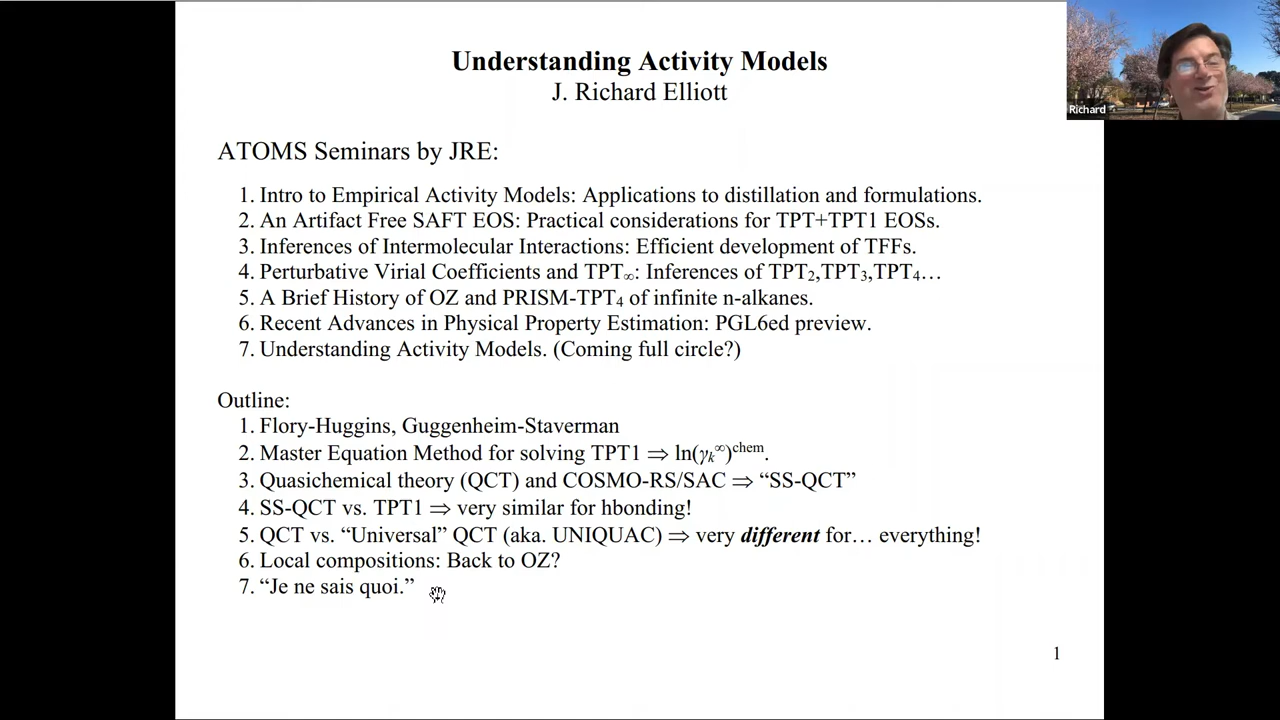 Understanding Activity Models
J. Richard Elliott
Richard
ATOMS Seminars by JRE:
1. Intro to Empirical Activity Models: Applications to distillation and formulations.
2. An Artifact Free SAFT EOS: Practical considerations for TPT+TPT1 EOSs.
3. Inferences of Intermolecular Interactions: Efficient development of TFFs.
4. Perturbative Virial Coefficients and TPT∞: Inferences of TPT2,TPT3,TPT4…
5. A Brief History of OZ and PRISM-TPT4 of infinite n-alkanes.
6. Recent Advances in Physical Property Estimation: PGL6ed preview.
7. Understanding Activity Models. (Coming full circle?)
Outline:
1. Flory-Huggins, Guggenheim-Staverman
2. Master Equation Method for solving TPT1 ⇒ ln(γk∞)chem.
3. Quasichemical theory (QCT) and COSMO-RS/SAC ⇒ “SS-QCT”
4. SS-QCT vs. TPT1 ⇒ very similar for hbonding!
5. QCT vs. “Universal” QCT (aka. UNIQUAC) ⇒ very different for… everything!
6. Local compositions: Back to OZ?
7. “Je ne sais quoi.”
1